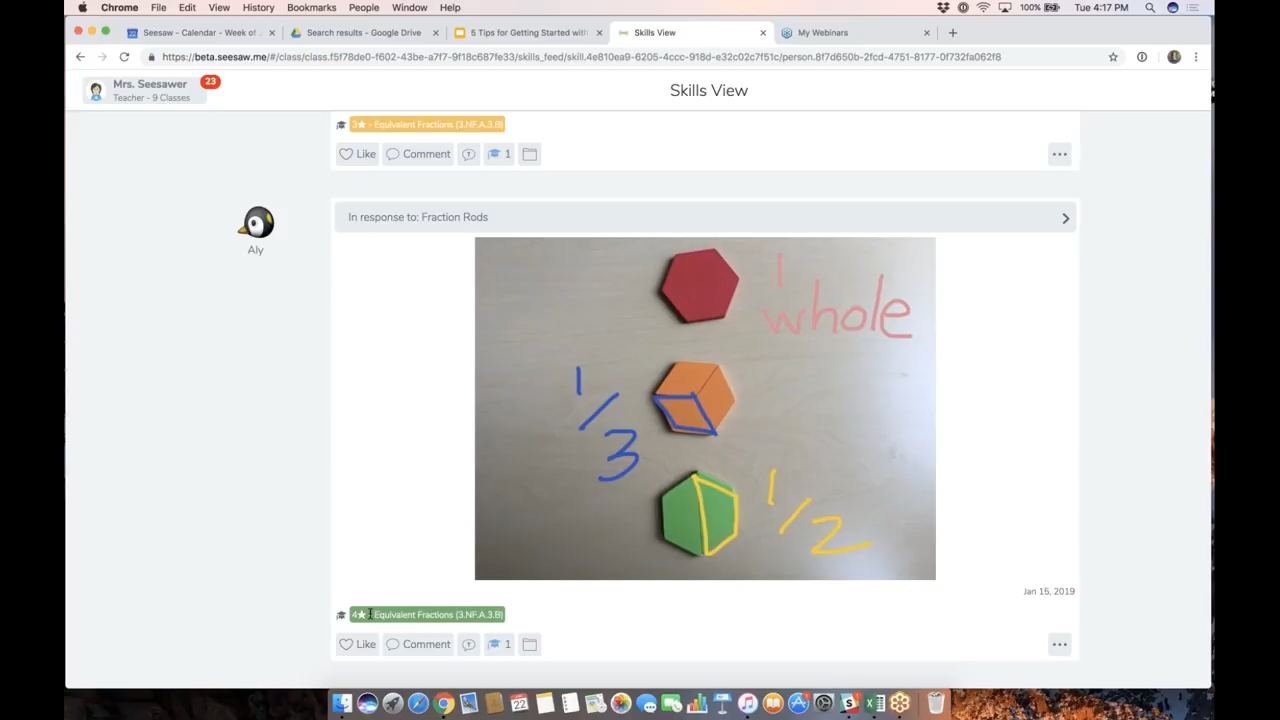 Chrome File Edit View History Bookmarks People Window Help 100% Tue 4:17 PM
Seesaw - Calendar - Week of
Search results - Google Drive
5 Tips for Getting Started with
Skills View
My Webinars
https://beta.seesaw.me/#/class/class.f5f78de0-f602-43be-a7f7-9f18c687fe33/skills_feed/skill.4e810ea9-6205-4ccc-918d-e32c02c7f51c/person.8f7d650b-2fcd-4751-8177-0f732fa062f8
Mrs. Seesawer 23
Teacher - 9 Classes
Skills View
3★ - Equivalent Fractions (3.NF.A.3.B)
Like Comment 1
Aly
In response to: Fraction Rods
1
whole
1/3
1/2
Jan 15, 2019
4★ Equivalent Fractions (3.NF.A.3.B)
Like Comment 1
22